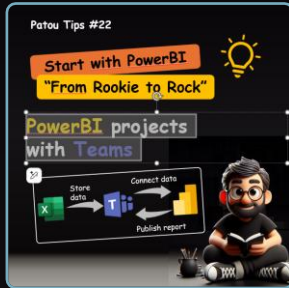 Patou Tips #22
Start with PowerBI
"From Rookie to Rock"
PowerBI projects
with Teams
Store
data
Connect data
Publish report